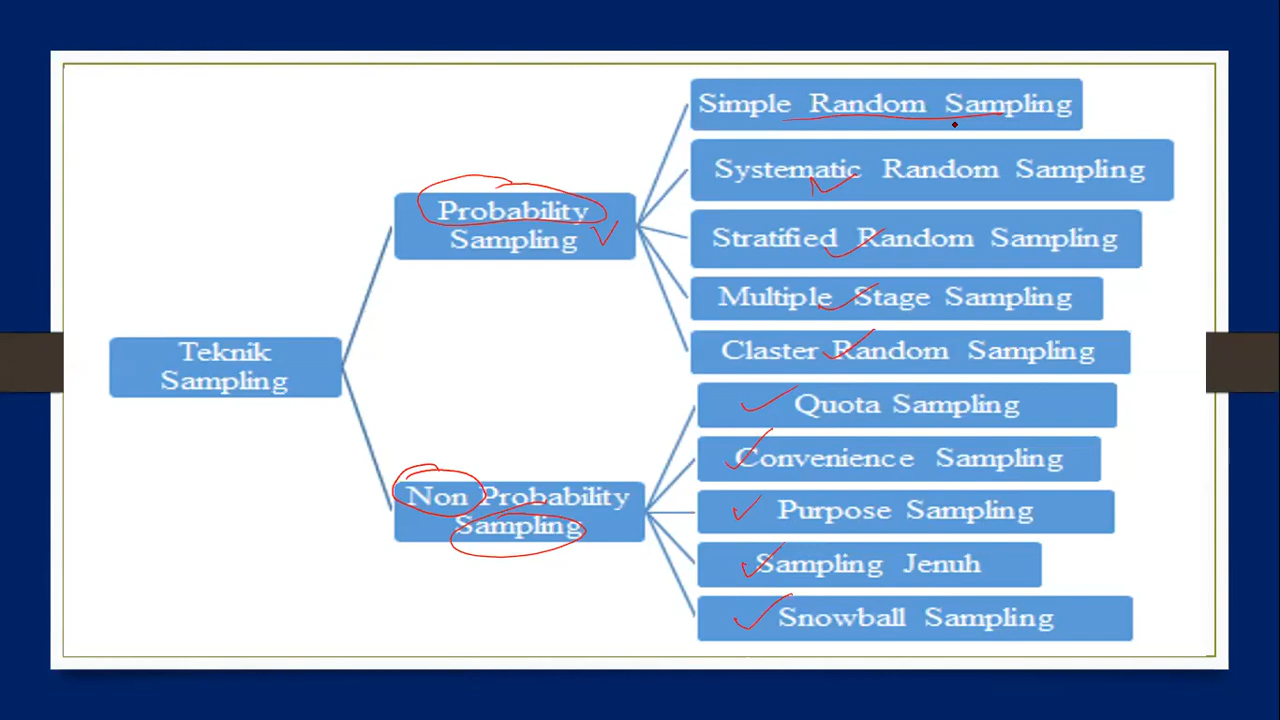 Teknik
Sampling
Probability
Sampling
Simple Random Sampling
Systematic Random Sampling
Stratified Random Sampling
Multiple Stage Sampling
Claster Random Sampling
Non Probability
Sampling
Quota Sampling
Convenience Sampling
Purpose Sampling
Sampling Jenuh
Snowball Sampling